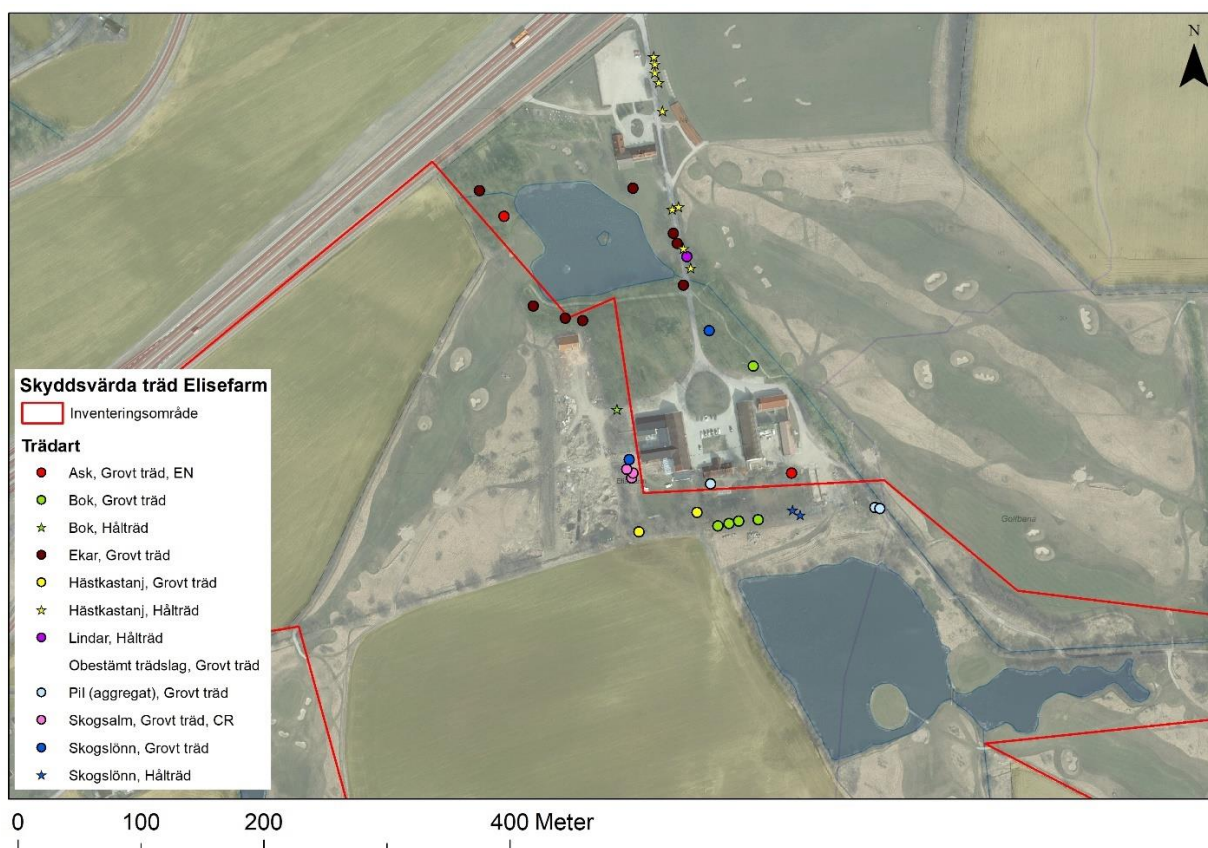 N
Golfbana
Skyddsvärda träd Elisefarm
Inventeringsområde
Trädart
Ask, Grovt träd, EN
Bok, Grovt träd
Bok, Hålträd
Ekar, Grovt träd
Hästkastanj, Grovt träd
Hästkastanj, Hålträd
Lindar, Hålträd
Obestämt trädslag, Grovt träd
Pil (aggregat), Grovt träd
Skogsalm, Grovt träd, CR
Skogslönn, Grovt träd
Skogslönn, Hålträd
0 100 200 400 Meter